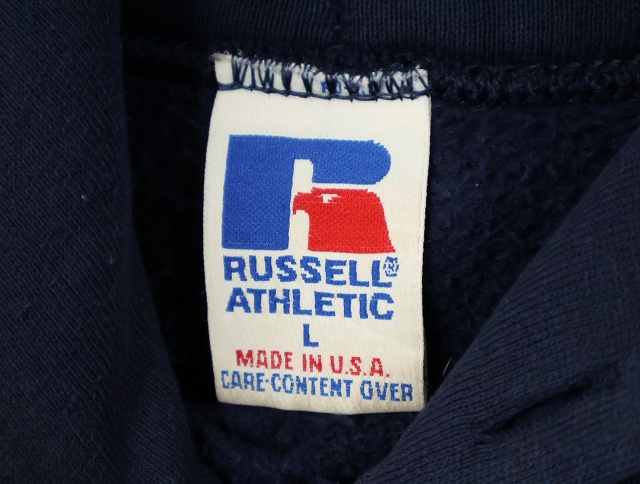 RUSSELL
ATHLETIC
L
MADE IN U.S.A.
CARE-CONTENT OVER